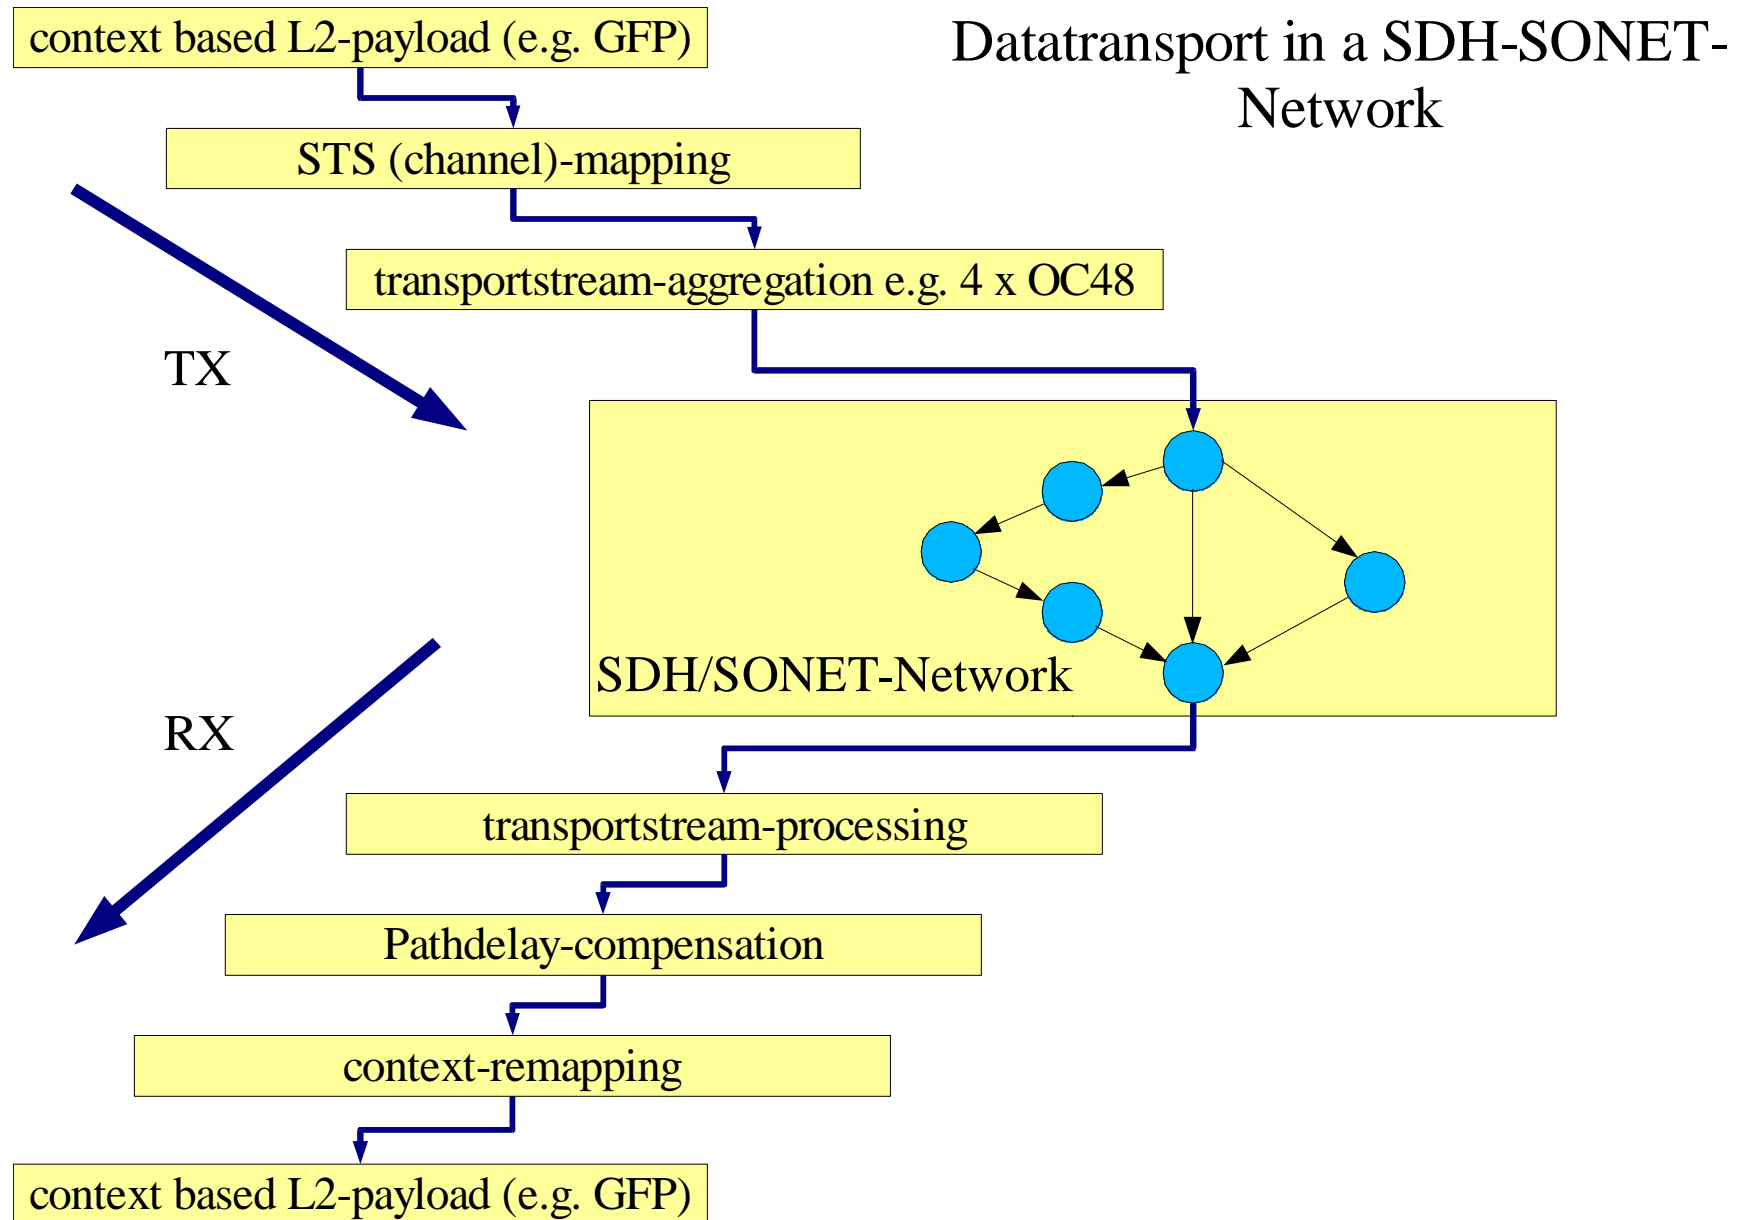 context based L2-payload (e.g. GFP)
Datatransport in a SDH-SONET-
Network
STS (channel)-mapping
transportstream-aggregation e.g. 4 x OC48
TX
SDH/SONET-Network
RX
transportstream-processing
Pathdelay-compensation
context-remapping
context based L2-payload (e.g. GFP)